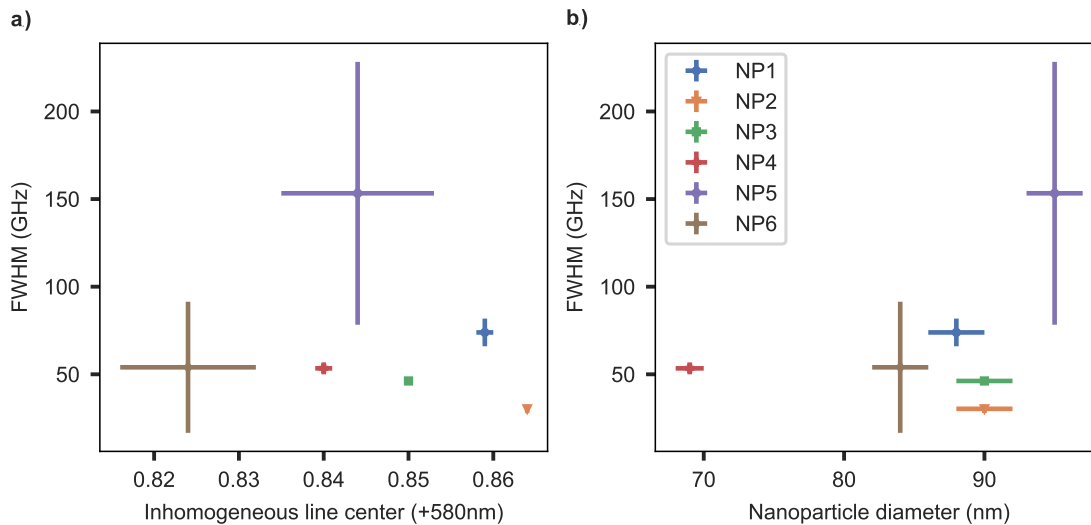 a)
b)
FWHM (GHz)
200
150
100
50
0.82
0.83
0.84
0.85
0.86
Inhomogeneous line center (+580nm)
FWHM (GHz)
200
150
100
50
NP1
NP2
NP3
NP4
NP5
NP6
70
80
90
Nanoparticle diameter (nm)